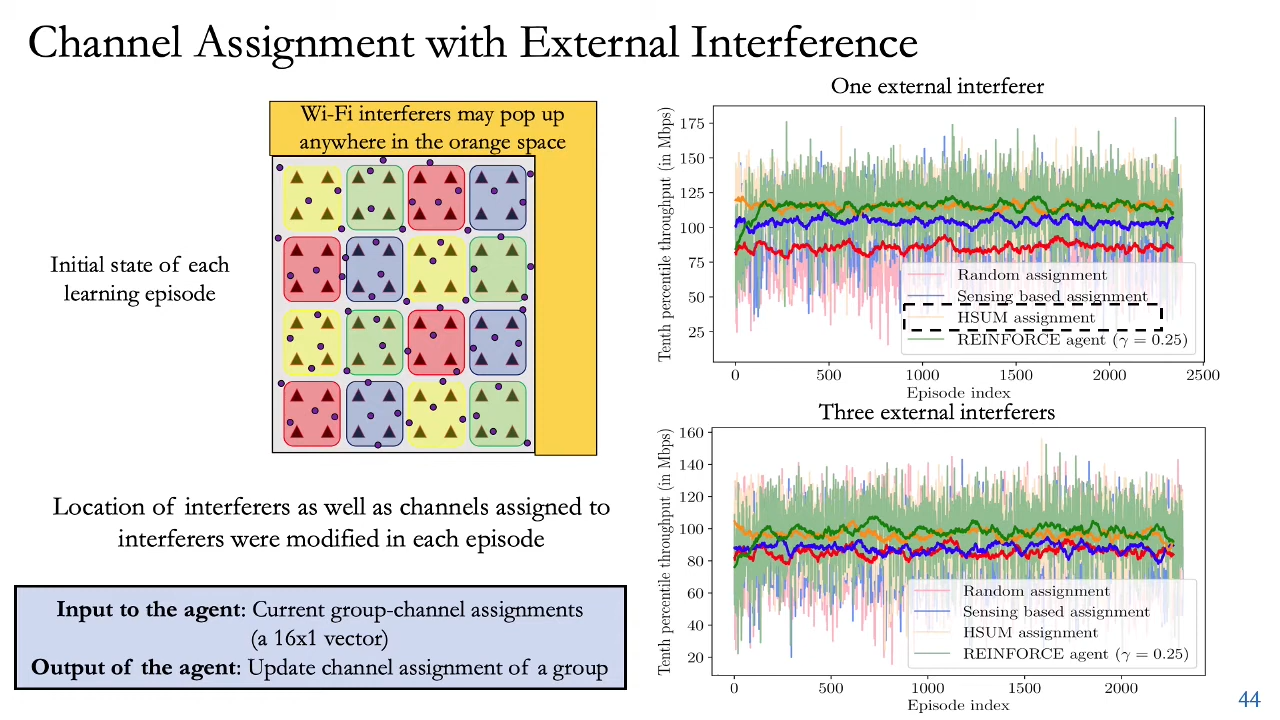 Channel Assignment with External Interference
Wi-Fi interferers may pop up
anywhere in the orange space
Initial state of each
learning episode
Location of interferers as well as channels assigned to
interferers were modified in each episode
Input to the agent: Current group-channel assignments
(a 16x1 vector)
Output of the agent: Update channel assignment of a group
One external interferer
Tenth percentile throughput (in Mbps)
175
150
125
100
75
50
25
Random assignment
Sensing based assignment
HSUM assignment
REINFORCE agent (γ = 0.25)
0 500 1000 1500 2000 2500
Episode index
Three external interferers
Tenth percentile throughput (in Mbps)
160
140
120
100
80
60
40
20
Random assignment
Sensing based assignment
HSUM assignment
REINFORCE agent (γ = 0.25)
0 500 1000 1500 2000
Episode index
44